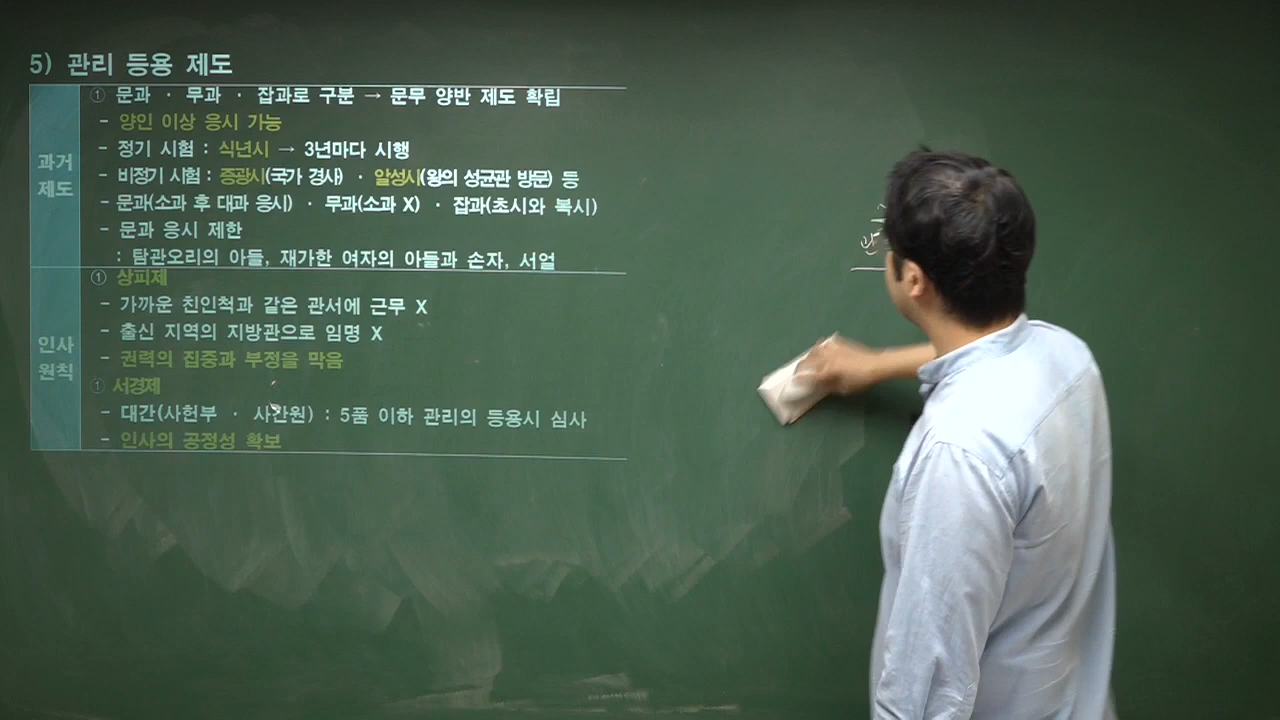 5) 관리 등용 제도
과거
제도
① 문과 · 무과 · 잡과로 구분 → 문무 양반 제도 확립
- 양인 이상 응시 가능
- 정기 시험 : 식년시 → 3년마다 시행
- 비정기 시험 : 증광시(국가 경사) · 알성시(왕의 성균관 방문) 등
- 문과(소과 후 대과 응시) · 무과(소과 X) · 잡과(초시와 복시)
- 문과 응시 제한
: 탐관오리의 아들, 재가한 여자의 아들과 손자, 서얼
인사
원칙
① 상피제
- 가까운 친인척과 같은 관서에 근무 X
- 출신 지역의 지방관으로 임명 X
- 권력의 집중과 부정을 막음
① 서경제
- 대간(사헌부 · 사간원) : 5품 이하 관리의 등용시 심사
- 인사의 공정성 확보